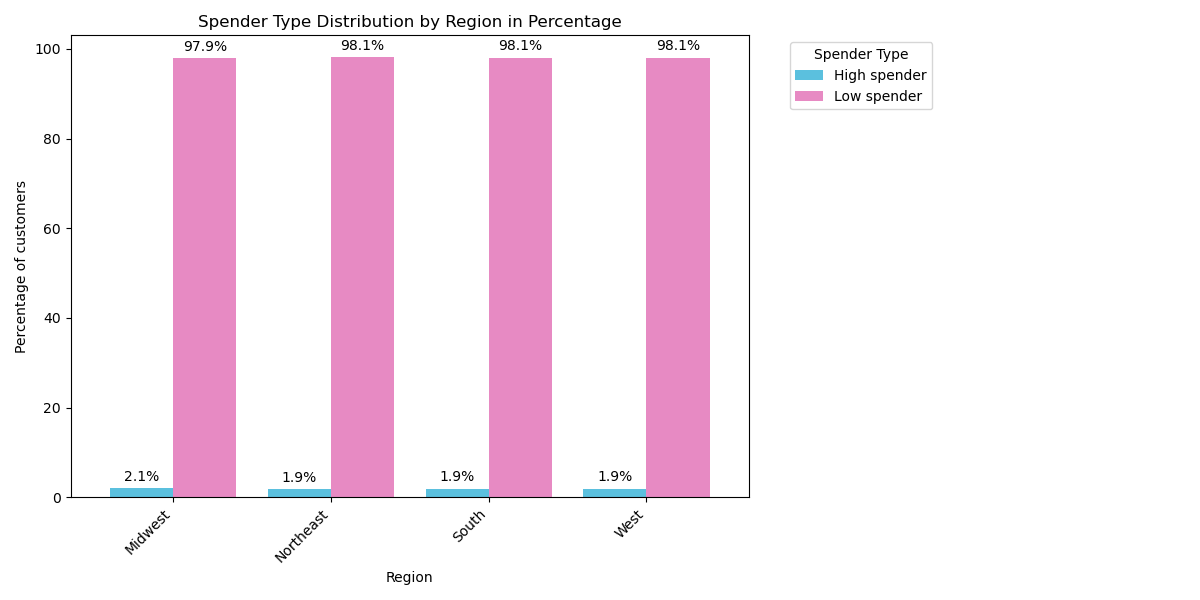 Spender Type Distribution by Region in Percentage
97.9%
98.1%
98.1%
98.1%
2.1%
1.9%
1.9%
1.9%
100
80
60
40
20
0
Percentage of customers
Midwest
Northeast
South
West
Region
Spender Type
High spender
Low spender